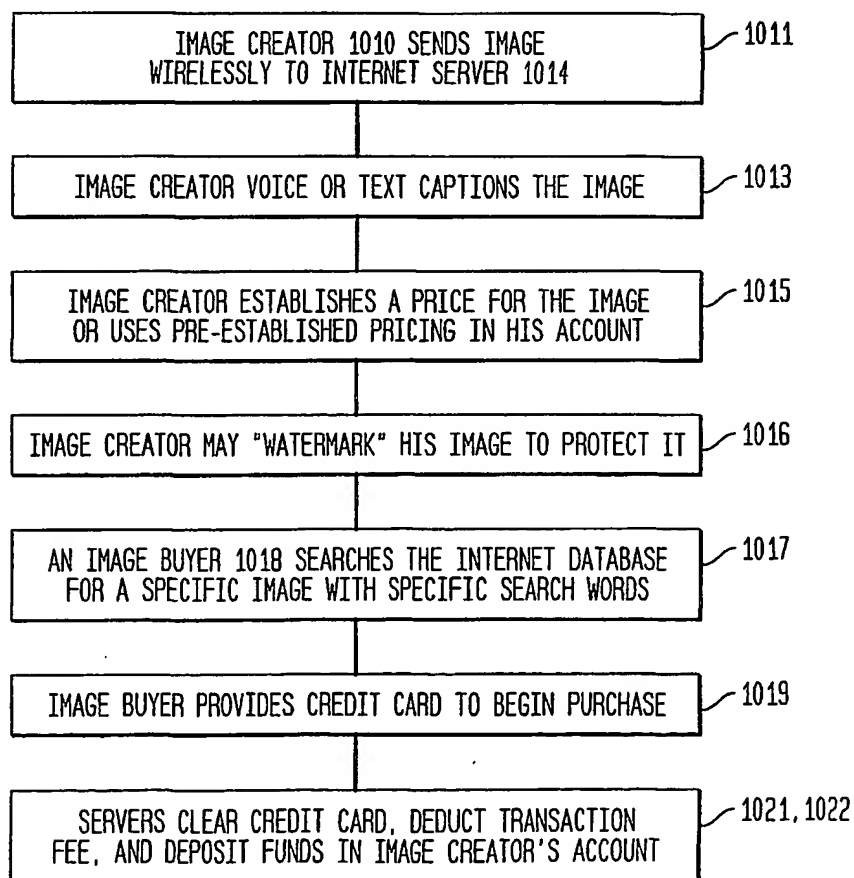 IMAGE CREATOR 1010 SENDS IMAGE
WIRELESSLY TO INTERNET SERVER 1014
1011
IMAGE CREATOR VOICE OR TEXT CAPTIONS THE IMAGE
1013
IMAGE CREATOR ESTABLISHES A PRICE FOR THE IMAGE
OR USES PRE-ESTABLISHED PRICING IN HIS ACCOUNT
1015
IMAGE CREATOR MAY "WATERMARK" HIS IMAGE TO PROTECT IT
1016
AN IMAGE BUYER 1018 SEARCHES THE INTERNET DATABASE
FOR A SPECIFIC IMAGE WITH SPECIFIC SEARCH WORDS
1017
IMAGE BUYER PROVIDES CREDIT CARD TO BEGIN PURCHASE
1019
SERVERS CLEAR CREDIT CARD, DEDUCT TRANSACTION
FEE, AND DEPOSIT FUNDS IN IMAGE CREATOR'S ACCOUNT
1021, 1022